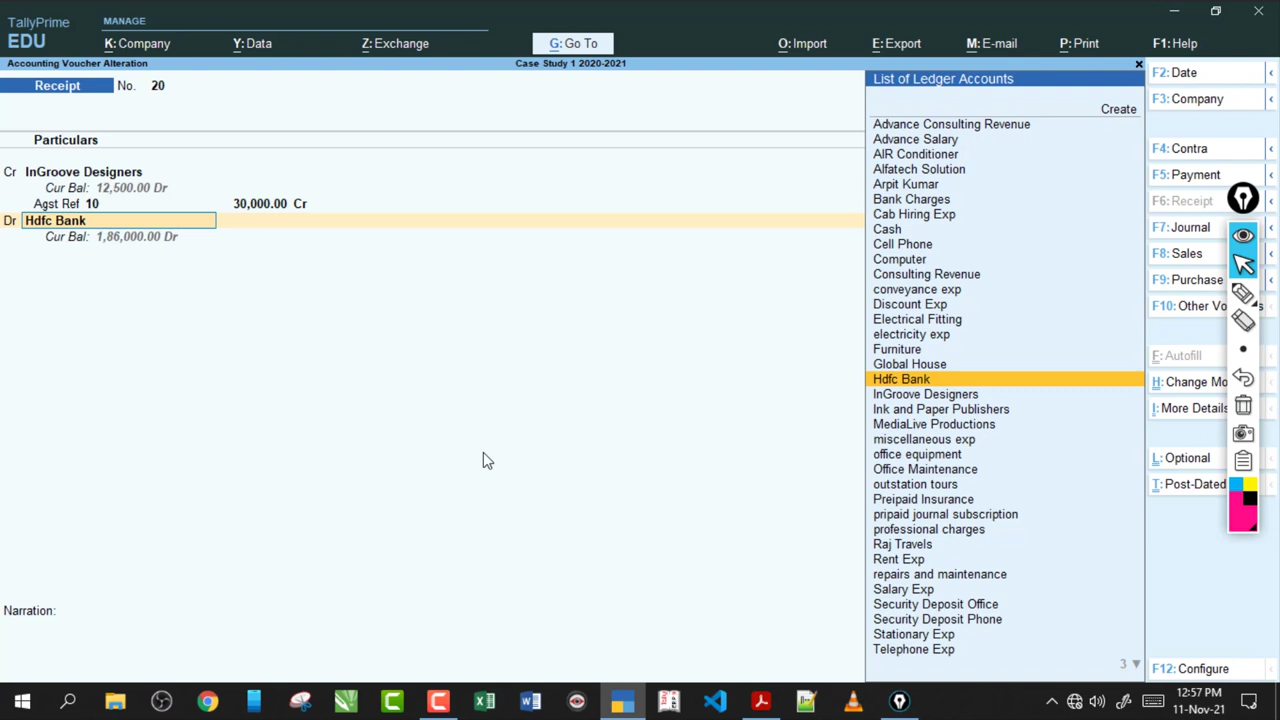 TallyPrime
EDU
MANAGE
K: Company
Y: Data
Z: Exchange
G: Go To
O: Import
E: Export
M: E-mail
P: Print
F1: Help
Accounting Voucher Alteration
Case Study 1 2020-2021
Receipt No. 20
Particulars
Cr InGroove Designers
Cur Bal: 12,500.00 Dr
Agst Ref 10 30,000.00 Cr
Dr Hdfc Bank
Cur Bal: 1,86,000.00 Dr
Narration:
List of Ledger Accounts
Create
Advance Consulting Revenue
Advance Salary
AIR Conditioner
Alfatech Solution
Arpit Kumar
Bank Charges
Cab Hiring Exp
Cash
Cell Phone
Computer
Consulting Revenue
conveyance exp
Discount Exp
Electrical Fitting
electricity exp
Furniture
Global House
Hdfc Bank
InGroove Designers
Ink and Paper Publishers
MediaLive Productions
miscellaneous exp
office equipment
Office Maintenance
outstation tours
Preipaid Insurance
pripaid journal subscription
professional charges
Raj Travels
Rent Exp
repairs and maintenance
Salary Exp
Security Deposit Office
Security Deposit Phone
Stationary Exp
Telephone Exp
3
F2: Date
F3: Company
F4: Contra
F5: Payment
F6: Receipt
F7: Journal
F8: Sales
F9: Purchase
F10: Other Vo s
F: Autofill
H: Change Mo
I: More Details
L: Optional
T: Post-Dated
F12: Configure
12:57 PM
11-Nov-21